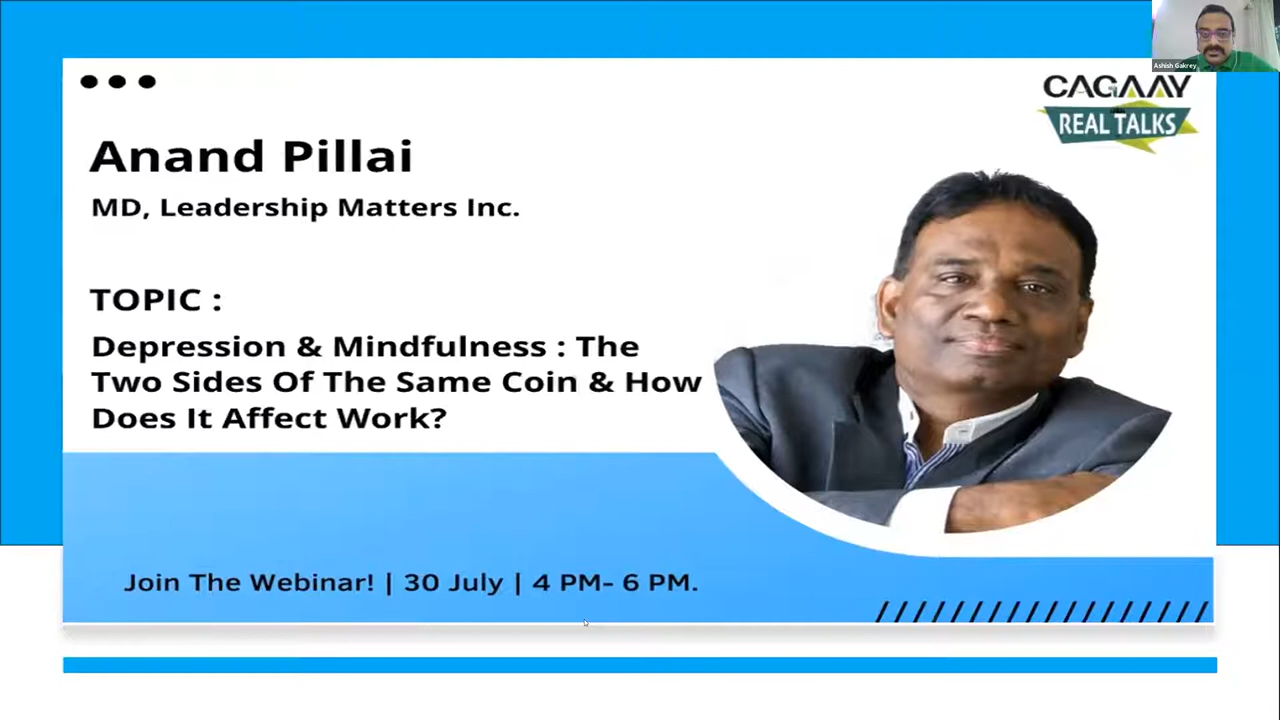 Ashish Gakrey
CAGAAY
REAL TALKS
Anand Pillai
MD, Leadership Matters Inc.
TOPIC :
Depression & Mindfulness : The
Two Sides Of The Same Coin & How
Does It Affect Work?
Join The Webinar! | 30 July | 4 PM- 6 PM.